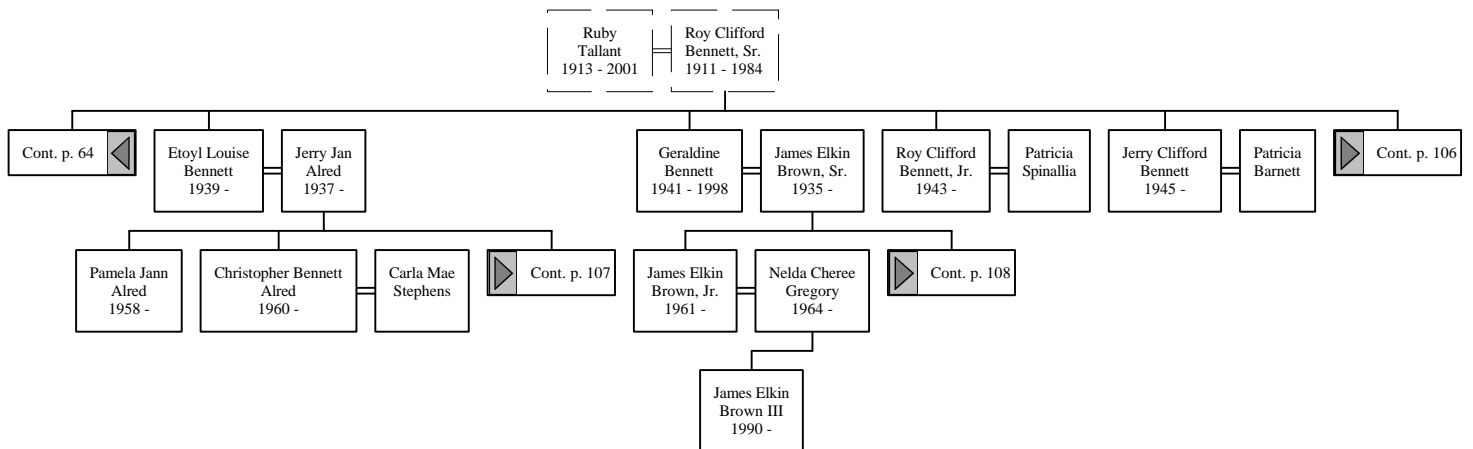 Ruby
Tallant
1913 - 2001
Roy Clifford
Bennett, Sr.
1911 - 1984
Cont. p. 64
Etoyl Louise
Bennett
1939 -
Jerry Jan
Alred
1937 -
Geraldine
Bennett
1941 - 1998
James Elkin
Brown, Sr.
1935 -
Roy Clifford
Bennett, Jr.
1943 -
Patricia
Spinallia
Jerry Clifford
Bennett
1945 -
Patricia
Barnett
Cont. p. 106
Pamela Jann
Alred
1958 -
Christopher Bennett
Alred
1960 -
Carla Mae
Stephens
Cont. p. 107
James Elkin
Brown, Jr.
1961 -
Nelda Cheree
Gregory
1964 -
Cont. p. 108
James Elkin
Brown III
1990 -